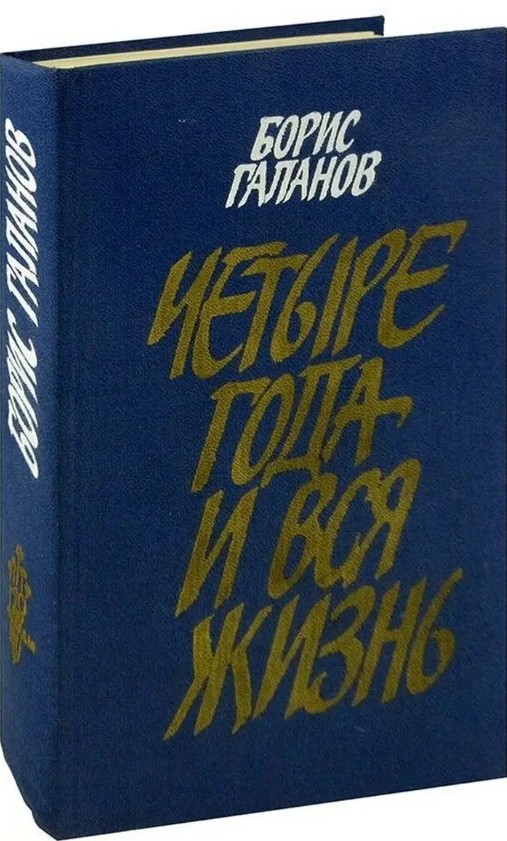 БОРИС
ГАЛАНОВ
ЧЕТЫРЕ
ГОДА
И ВСЯ
ЖИЗНЬ
БОРИС ГАЛАНОВ